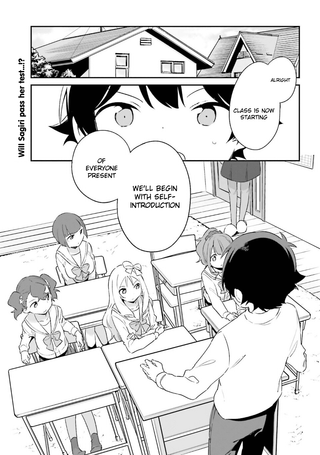 Will Sagiri pass her test...!?
ALRIGHT
CLASS IS NOW
STARTING
OF
EVERYONE
PRESENT
WE'LL BEGIN
WITH SELF-
INTRODUCTION